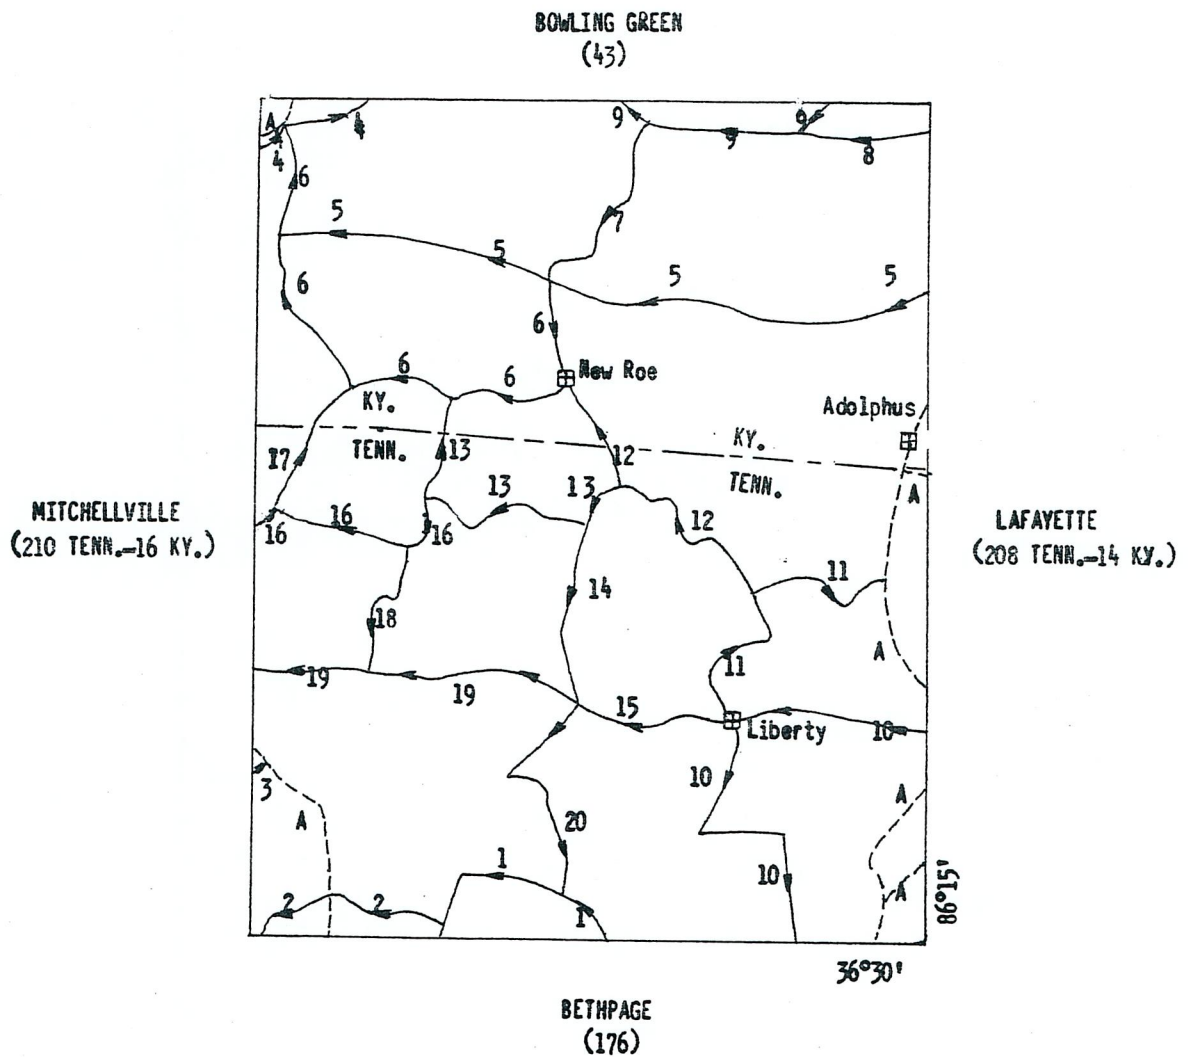 BOWLING GREEN
(43)
A
4
4
9
9
9
8
6
5
7
5
5
5
6
6
New Roe
6
6
Adolphus
KY.
KY.
TENN.
TENN.
17
13
12
A
13
13
16
16
16
12
MITCHELLVILLE
(210 TENN.-16 KY.)
LAFAYETTE
(208 TENN.-14 KY.)
11
14
18
A
11
19
19
15
Liberty
10
10
3
A
A
20
1
10
2
2
1
A
86°15'
36°30'
BETHPAGE
(176)